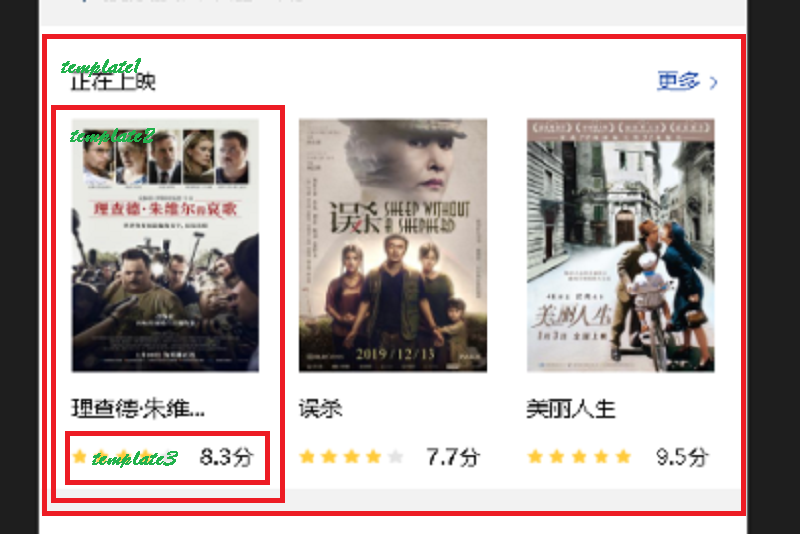 template1
正在上映
更多 >
template2
理查德·朱维尔的哀歌
误杀
SHEEP WITHOUT
A SHEPHERD
2019/12/13
美丽人生
理查德·朱维...
误杀
美丽人生
template3
8.3分
7.7分
9.5分